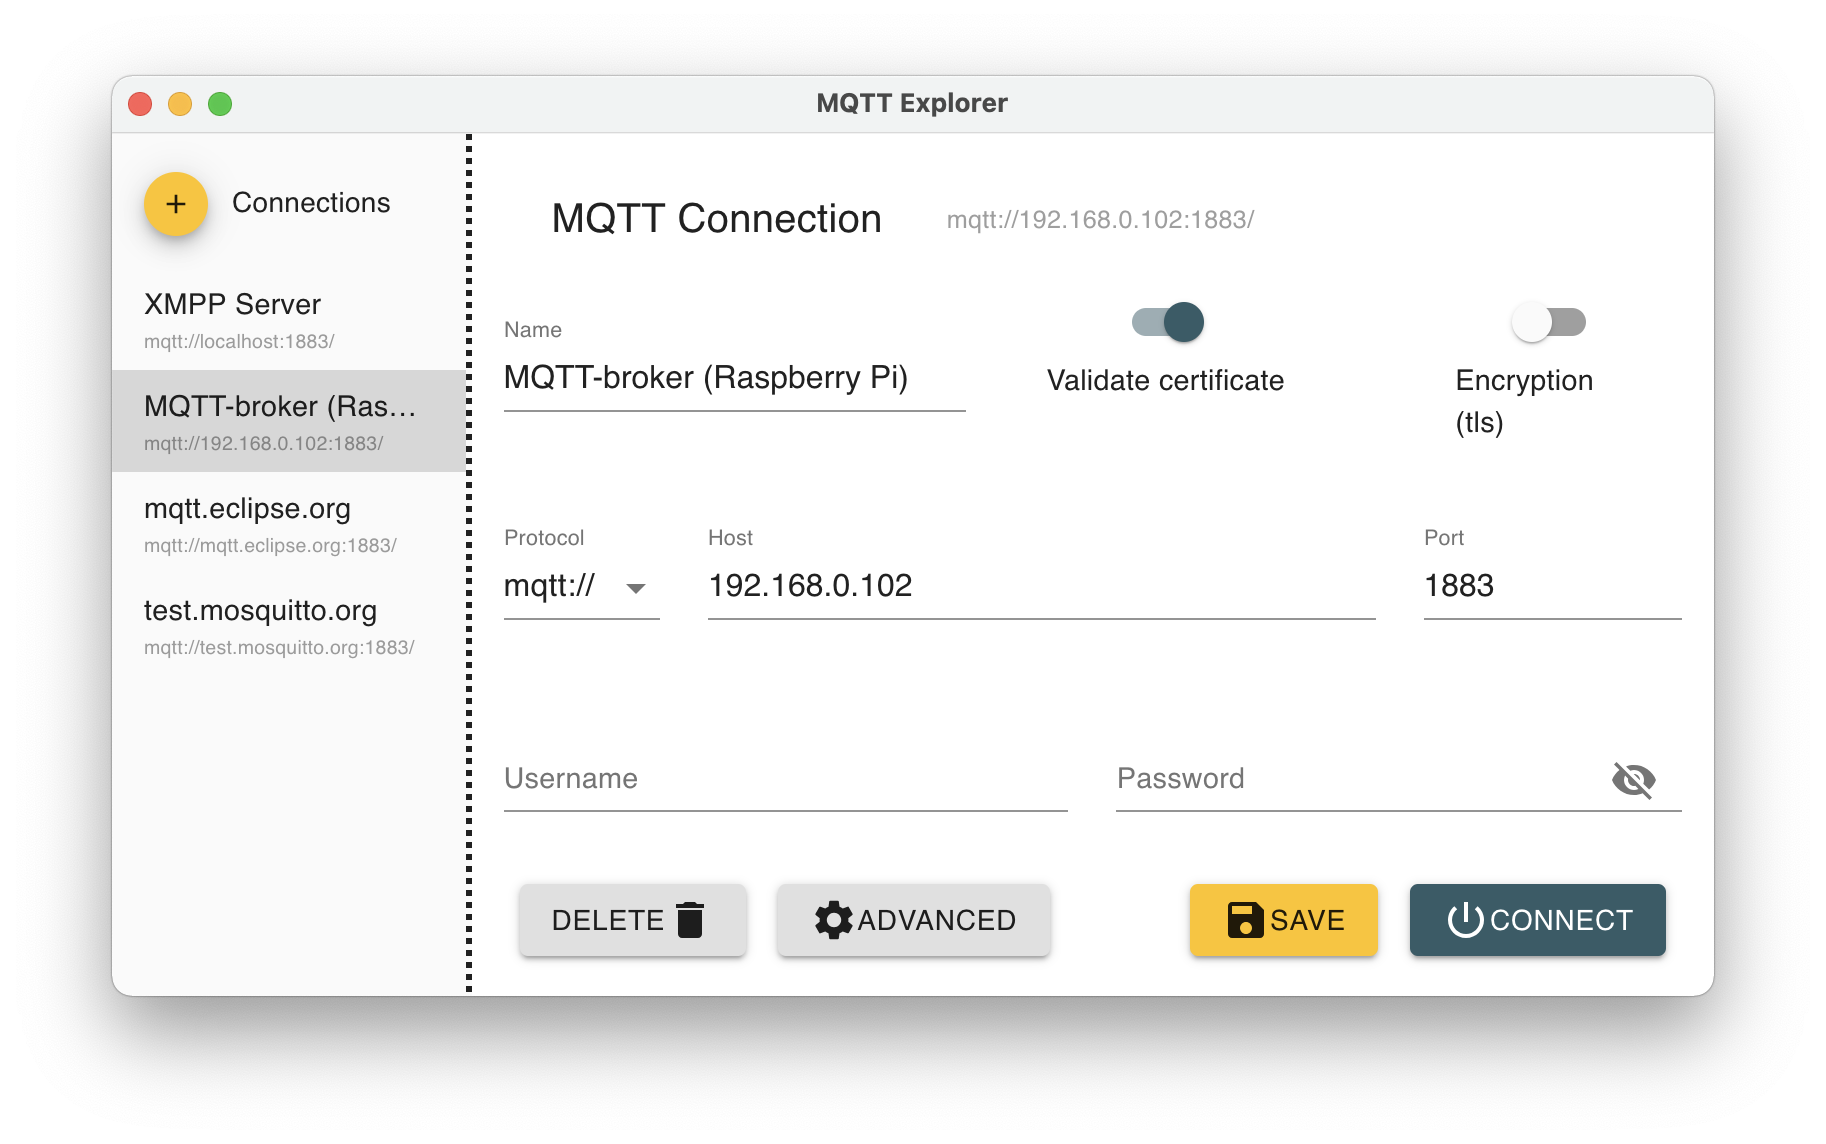 MQTT Explorer
+ Connections
XMPP Server
mqtt://localhost:1883/
MQTT-broker (Ras...
mqtt://192.168.0.102:1883/
mqtt.eclipse.org
mqtt://mqtt.eclipse.org:1883/
test.mosquitto.org
mqtt://test.mosquitto.org:1883/
MQTT Connection mqtt://192.168.0.102:1883/
Name
MQTT-broker (Raspberry Pi)
Validate certificate
Encryption
(tls)
Protocol Host Port
mqtt:// 192.168.0.102 1883
Username Password
DELETE ADVANCED SAVE CONNECT